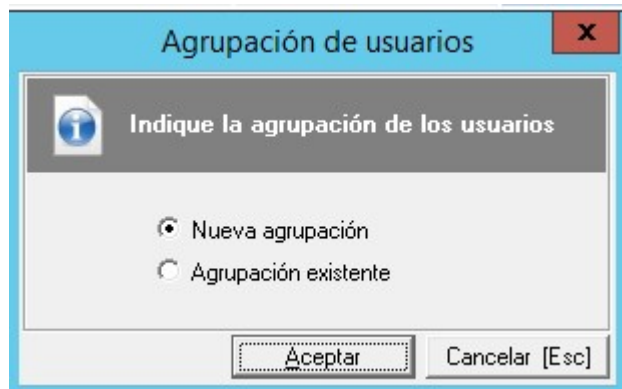 Agrupación de usuarios
x
Indique la agrupación de los usuarios
Nueva agrupación
Agrupación existente
Aceptar Cancelar [Esc]